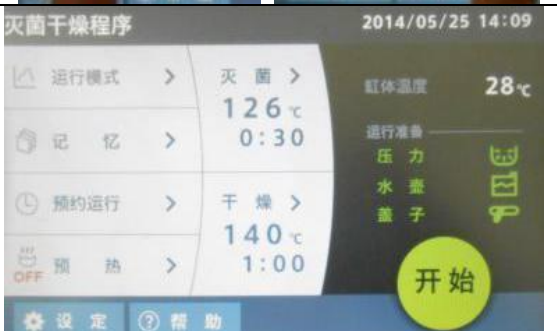 灭菌干燥程序
2014/05/25 14:09
运行模式 >
记 忆 >
预约运行 >
OFF 预 热 >
灭 菌 >
126℃
0:30
干 燥 >
140℃
1:00
缸体温度 28℃
运行准备
压 力
水 壶
盖 子
开始
设 定
? 帮 助